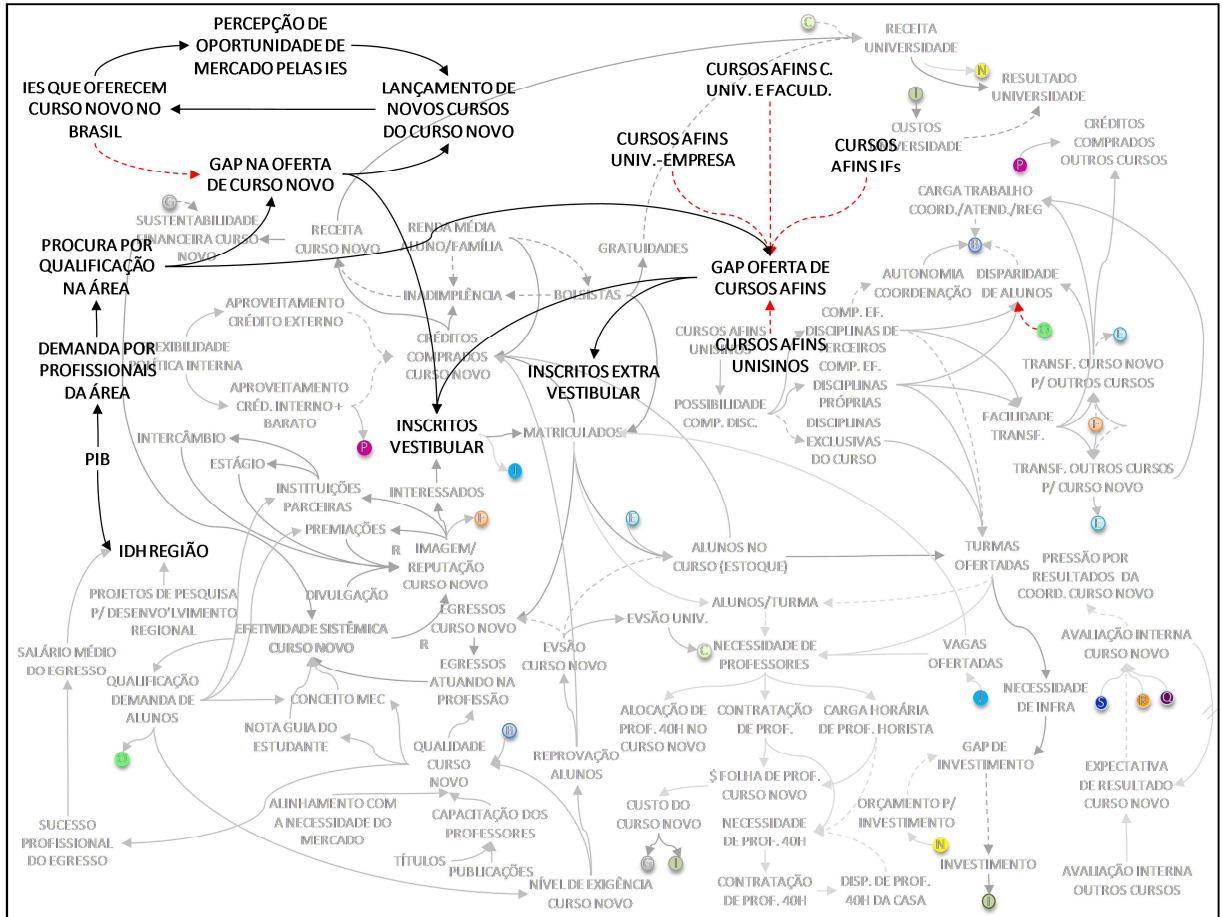 PERCEPÇÃO DE
OPORTUNIDADE DE
MERCADO PELAS IES
IES QUE OFERECEM
CURSO NOVO NO
BRASIL
LANÇAMENTO DE
NOVOS CURSOS
DO CURSO NOVO
GAP NA OFERTA
DE CURSO NOVO
CURSOS AFINS C.
UNIV. E FACULD.
CURSOS AFINS
UNIV.-EMPRESA
CURSOS
AFINS IFs
C
RECEITA
UNIVERSIDADE
N
RESULTADO
UNIVERSIDADE
I
CUSTOS
UNIVERSIDADE
CRÉDITOS
COMPRADOS
OUTROS CURSOS
P
G
SUSTENTABILIDADE
FINANCEIRA CURSO
NOVO
RECEITA
CURSO NOVO
RENDA MÉDIA
ALUNO/FAMÍLIA
GRATUIDADES
CARGA TRABALHO
COORD./ATEND./REG
B
PROCURA POR
QUALIFICAÇÃO
NA ÁREA
GAP OFERTA DE
CURSOS AFINS
AUTONOMIA
COORDENAÇÃO
DISPARIDADE
DE ALUNOS
INADIMPLÊNCIA
BOLSISTAS
APROVEITAMENTO
CRÉDITO EXTERNO
CRÉDITOS
COMPRADOS
CURSO NOVO
CURSOS AFINS
UNISINOS
CURSOS AFINS
UNISINOS
COMP. EF.
DISCIPLINAS DE
TERCEIROS
COMP. EF.
DISCIPLINAS
PRÓPRIAS
DISCIPLINAS
EXCLUSIVAS
DO CURSO
D
E
TRANSF. CURSO NOVO
P/ OUTROS CURSOS
DEMANDA POR
PROFISSIONAIS
DA ÁREA
POLÍTICA INTERNA
APROVEITAMENTO
CRÉD. INTERNO +
BARATO
INSCRITOS EXTRA
VESTIBULAR
POSSIBILIDADE
COMP. DISC.
FACILIDADE
TRANSF.
F
INTERCÂMBIO
P
INSCRITOS
VESTIBULAR
MATRICULADOS
J
PIB
ESTÁGIO
INSTITUIÇÕES
PARCEIRAS
INTERESSADOS
TRANSF. OUTROS CURSOS
P/ CURSO NOVO
E
PREMIAÇÕES
F
E
IDH REGIÃO
R
IMAGEM/
REPUTAÇÃO
CURSO NOVO
ALUNOS NO
CURSO (ESTOQUE)
TURMAS
OFERTADAS
PRESSÃO POR
RESULTADOS DA
COORD. CURSO NOVO
PROJETOS DE PESQUISA
P/ DESENVO'LVIMENTO
REGIONAL
DIVULGAÇÃO
ALUNOS/TURMA
EGRESSOS
CURSO NOVO
EVSÃO UNIV.
EFETIVIDADE SISTÊMICA
CURSO NOVO
R
C
NECESSIDADE DE
PROFESSORES
VAGAS
OFERTADAS
AVALIAÇÃO INTERNA
CURSO NOVO
SALÁRIO MÉDIO
DO EGRESSO
EVSÃO
CURSO NOVO
EGRESSOS
ATUANDO NA
PROFISSÃO
QUALIFICAÇÃO
DEMANDA DE
ALUNOS
CONCEITO MEC
NECESSIDADE
DE INFRA
S
R
Q
ALOCAÇÃO DE
PROF. 40H NO
CURSO NOVO
CONTRATAÇÃO
DE PROF.
CARGA HORÁRIA
DE PROF. HORISTA
NOTA GUIA DO
ESTUDANTE
B
QUALIDADE
CURSO
NOVO
REPROVAÇÃO
ALUNOS
GAP DE
INVESTIMENTO
D
$ FOLHA DE PROF.
CURSO NOVO
EXPECTATIVA
DE RESULTADO
CURSO NOVO
ALINHAMENTO COM
A NECESSIDADE DO
MERCADO
CAPACITAÇÃO DOS
PROFESSORES
CUSTO DO
CURSO NOVO
ORÇAMENTO P/
INVESTIMENTO
NECESSIDADE
DE PROF. 40H
N
SUCESSO
PROFISSIONAL
DO EGRESSO
TÍTULOS
PUBLICAÇÕES
G
I
INVESTIMENTO
NÍVEL DE EXIGÊNCIA
CURSO NOVO
CONTRATAÇÃO
DE PROF. 40H
DISP. DE PROF.
40H DA CASA
AVALIAÇÃO INTERNA
OUTROS CURSOS